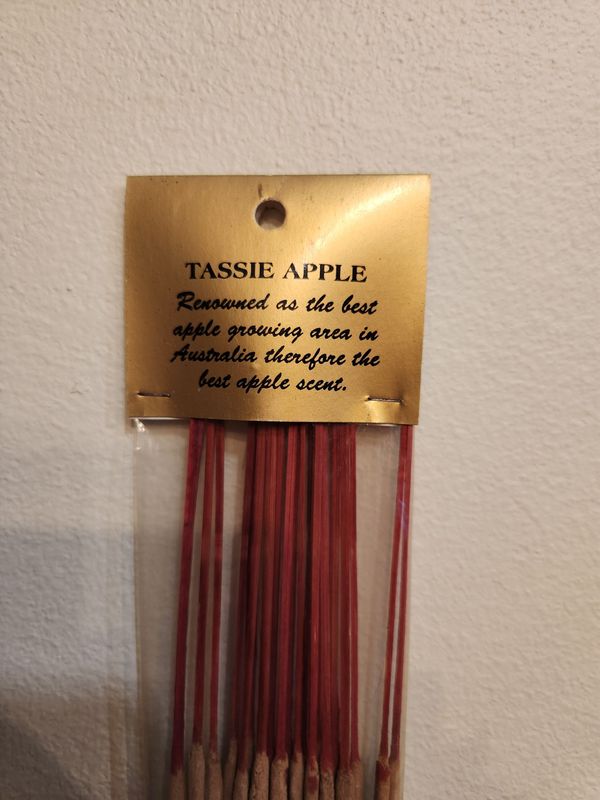 TASSIE APPLE
Renowned as the best
apple growing area in
Australia therefore the
best apple scent.